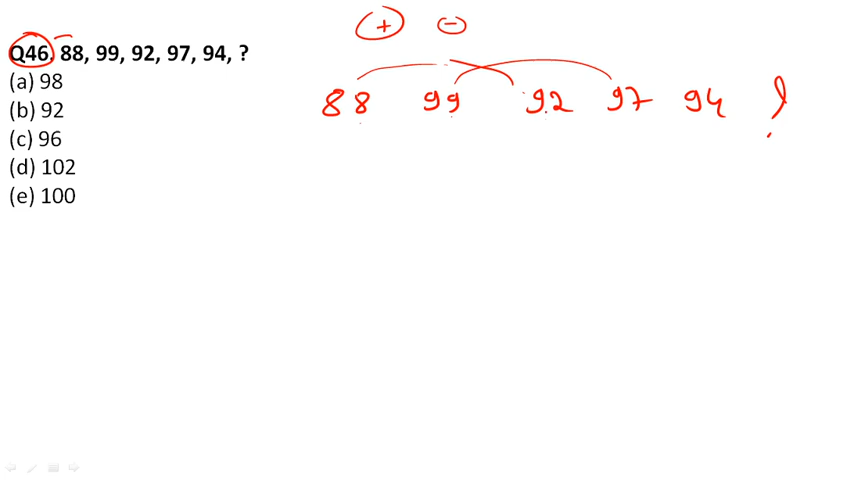 Q46. 88, 99, 92, 97, 94, ?
(a) 98
(b) 92
(c) 96
(d) 102
(e) 100
+ −
88 99 92 97 94 ?